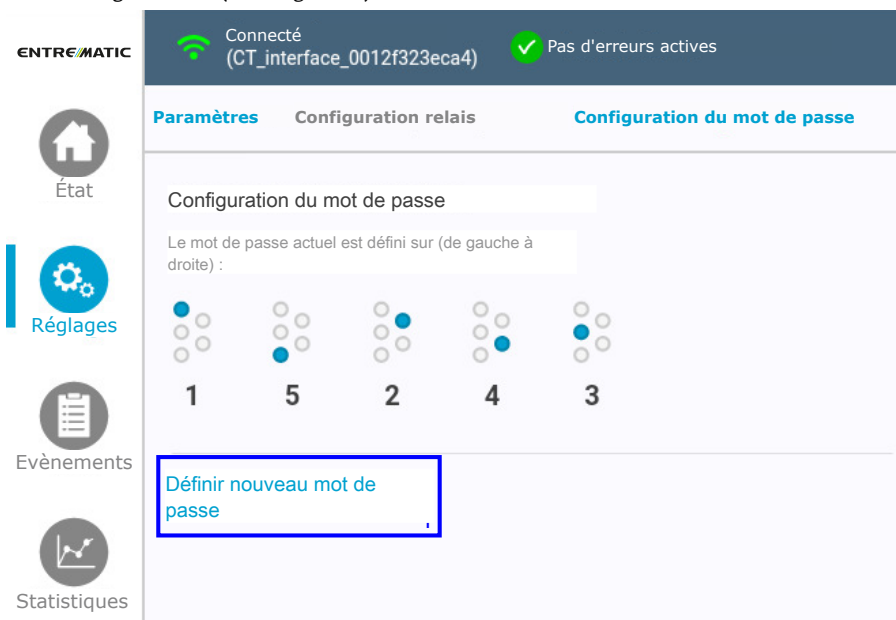 ENTREMATIC
Connecté
(CT_interface_0012f323eca4)
Pas d'erreurs actives
Paramètres Configuration relais Configuration du mot de passe
État
Réglages
Evènements
Statistiques
Configuration du mot de passe
Le mot de passe actuel est défini sur (de gauche à
droite) :
1 5 2 4 3
Définir nouveau mot de
passe